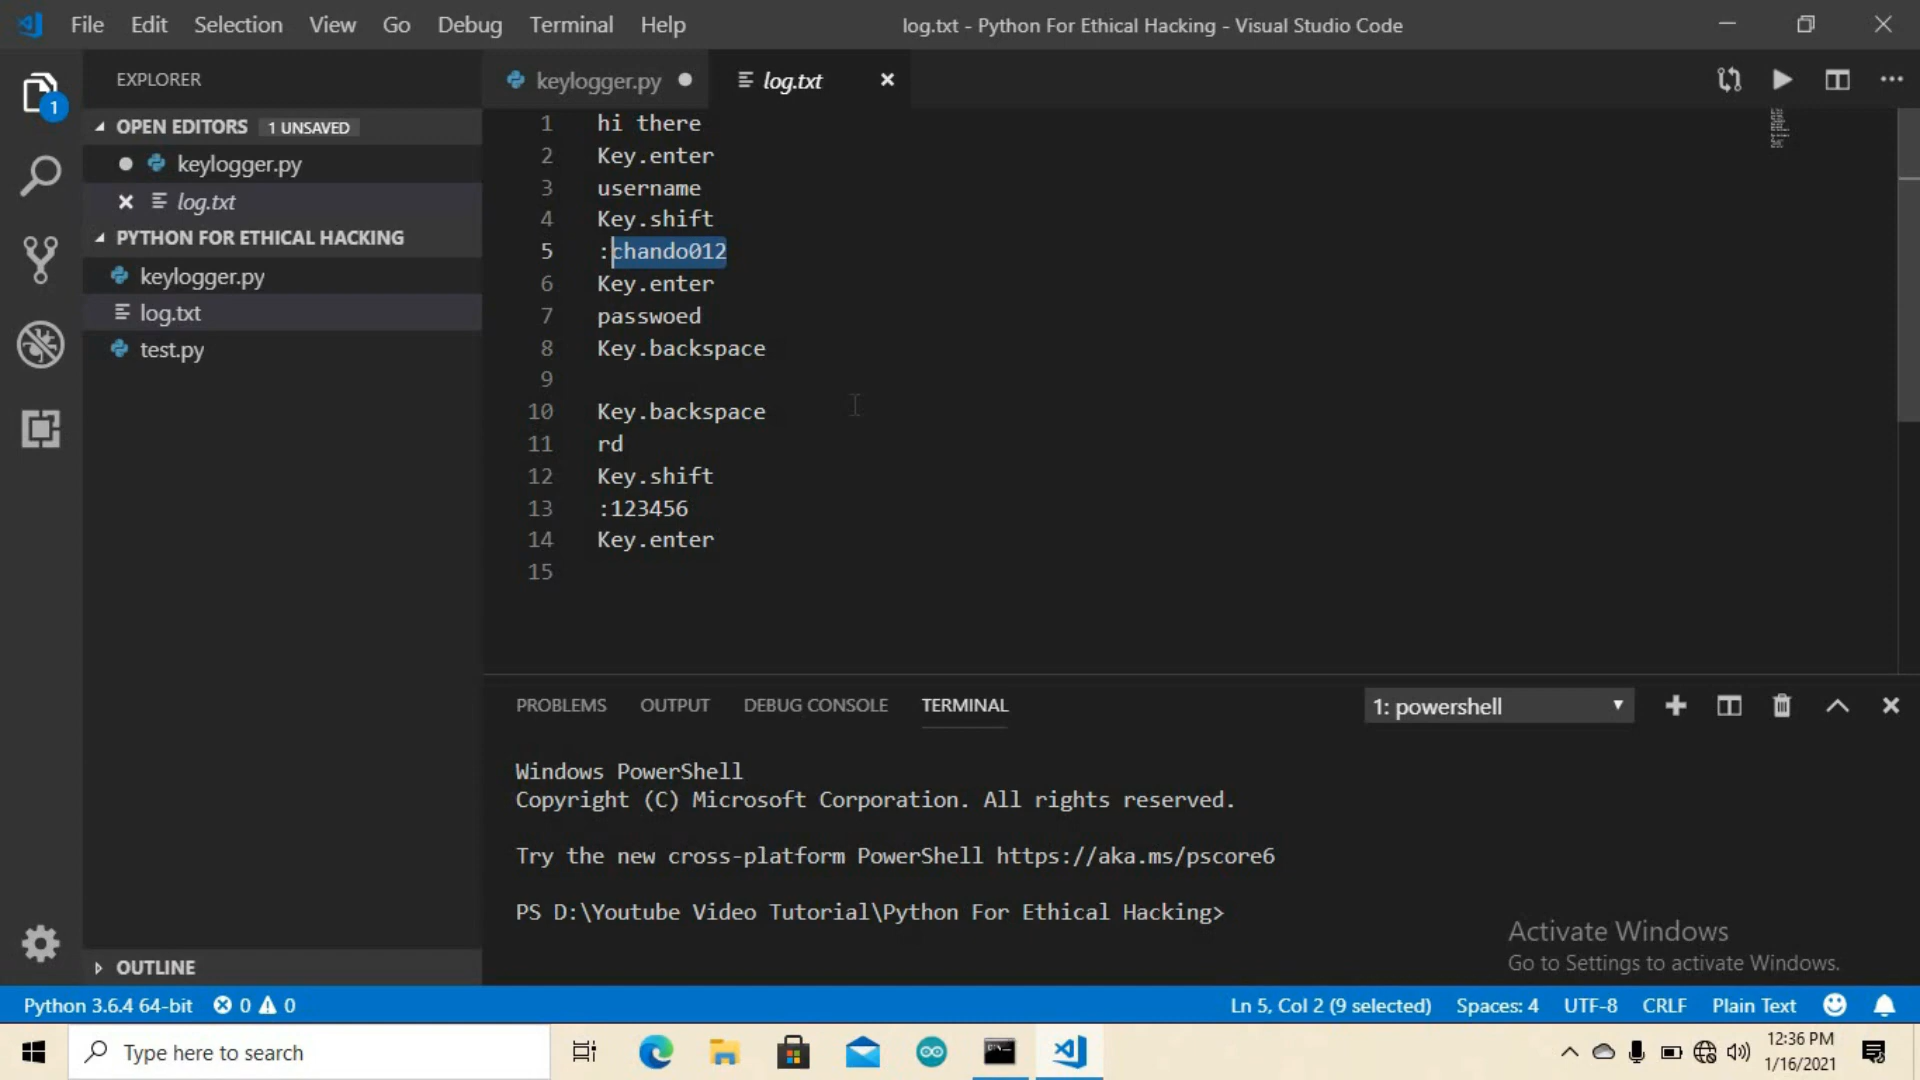 File Edit Selection View Go Debug Terminal Help
log.txt - Python For Ethical Hacking - Visual Studio Code
EXPLORER
1
OPEN EDITORS 1 UNSAVED
keylogger.py
log.txt
PYTHON FOR ETHICAL HACKING
keylogger.py
log.txt
test.py
OUTLINE
keylogger.py
log.txt
1 hi there
2 Key.enter
3 username
4 Key.shift
5 :chando012
6 Key.enter
7 passwoed
8 Key.backspace
9
10 Key.backspace
11 rd
12 Key.shift
13 :123456
14 Key.enter
15
PROBLEMS OUTPUT DEBUG CONSOLE TERMINAL
1: powershell
Windows PowerShell
Copyright (C) Microsoft Corporation. All rights reserved.
Try the new cross-platform PowerShell https://aka.ms/pscore6
PS D:\Youtube Video Tutorial\Python For Ethical Hacking>
Activate Windows
Go to Settings to activate Windows.
Python 3.6.4 64-bit 0 0
Ln 5, Col 2 (9 selected) Spaces: 4 UTF-8 CRLF Plain Text
Type here to search
12:36 PM
1/16/2021